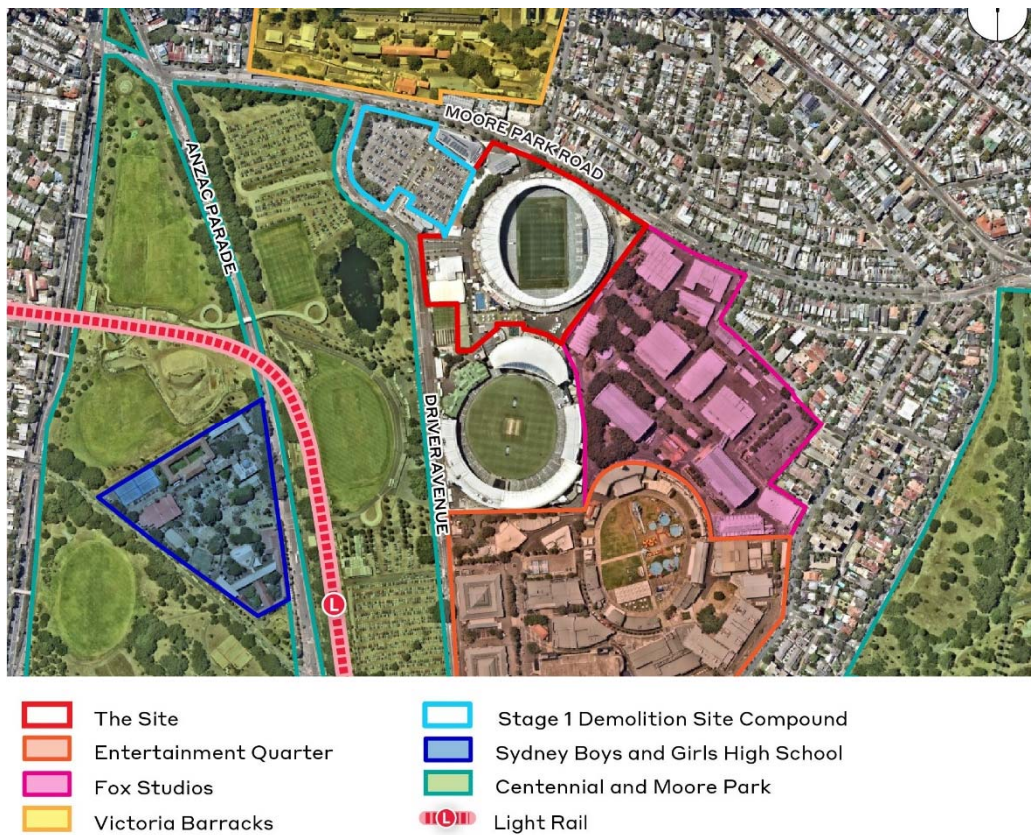 MOORE PARK ROAD
ANZAC PARADE
DRIVER AVENUE
L
The Site
Entertainment Quarter
Fox Studios
Victoria Barracks
Stage 1 Demolition Site Compound
Sydney Boys and Girls High School
Centennial and Moore Park
L
Light Rail